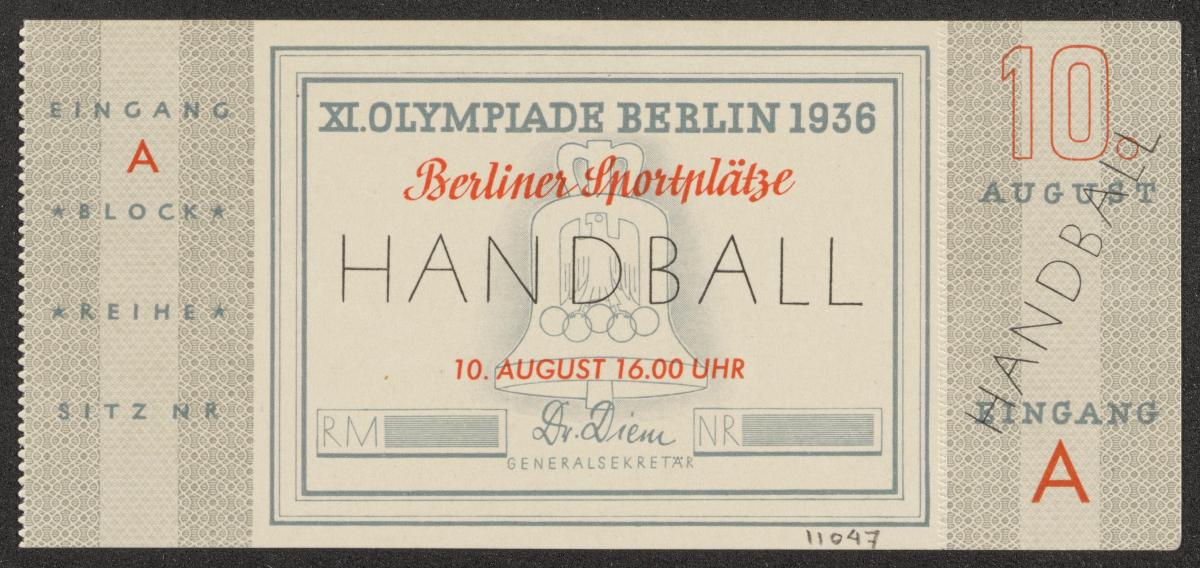 EINGANG
A
★BLOCK★
★REIHE★
SITZ NR
XI. OLYMPIADE BERLIN 1936
Berliner Sportplätze
HANDBALL
10. AUGUST 16.00 UHR
RM
Dr. Diem
NR
GENERALSEKRETÄR
11047
10.
AUGUST
HANDBALL
EINGANG
A